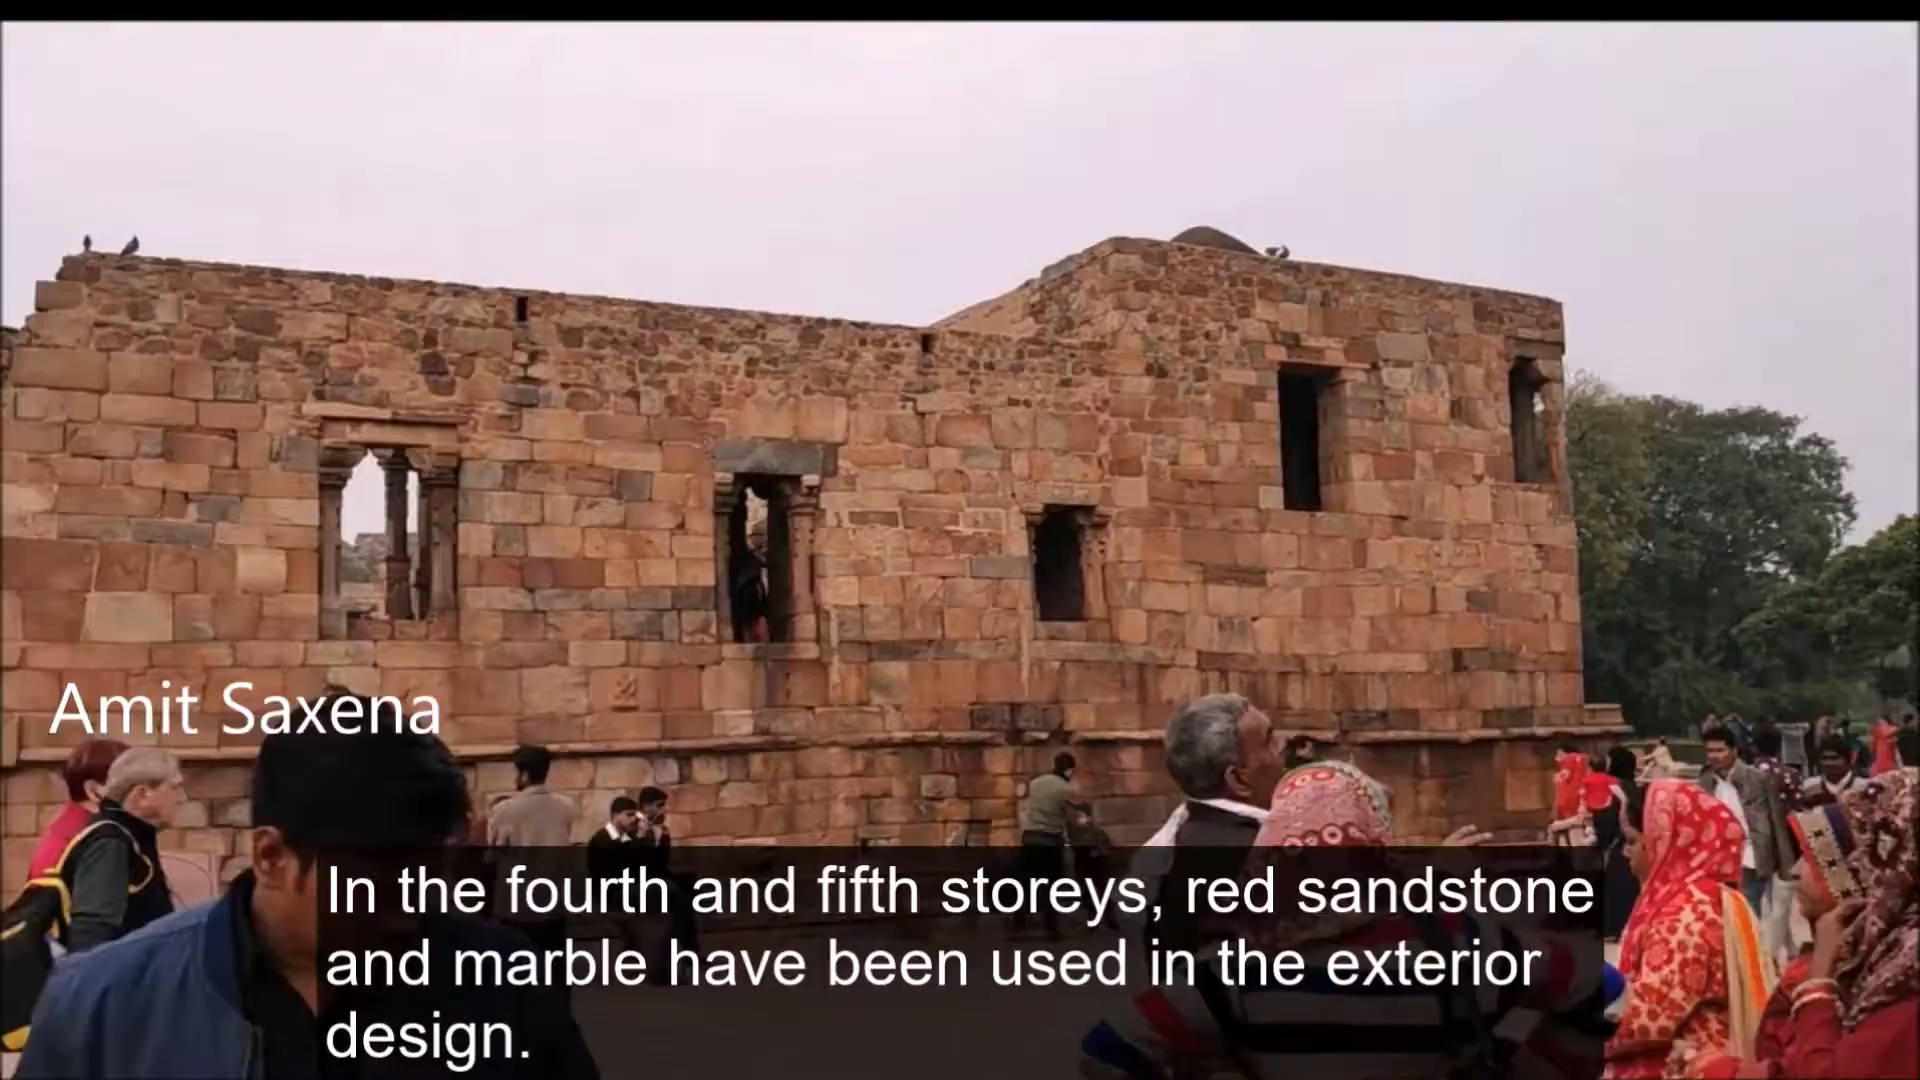 Amit Saxena
In the fourth and fifth storeys, red sandstone
and marble have been used in the exterior
design.